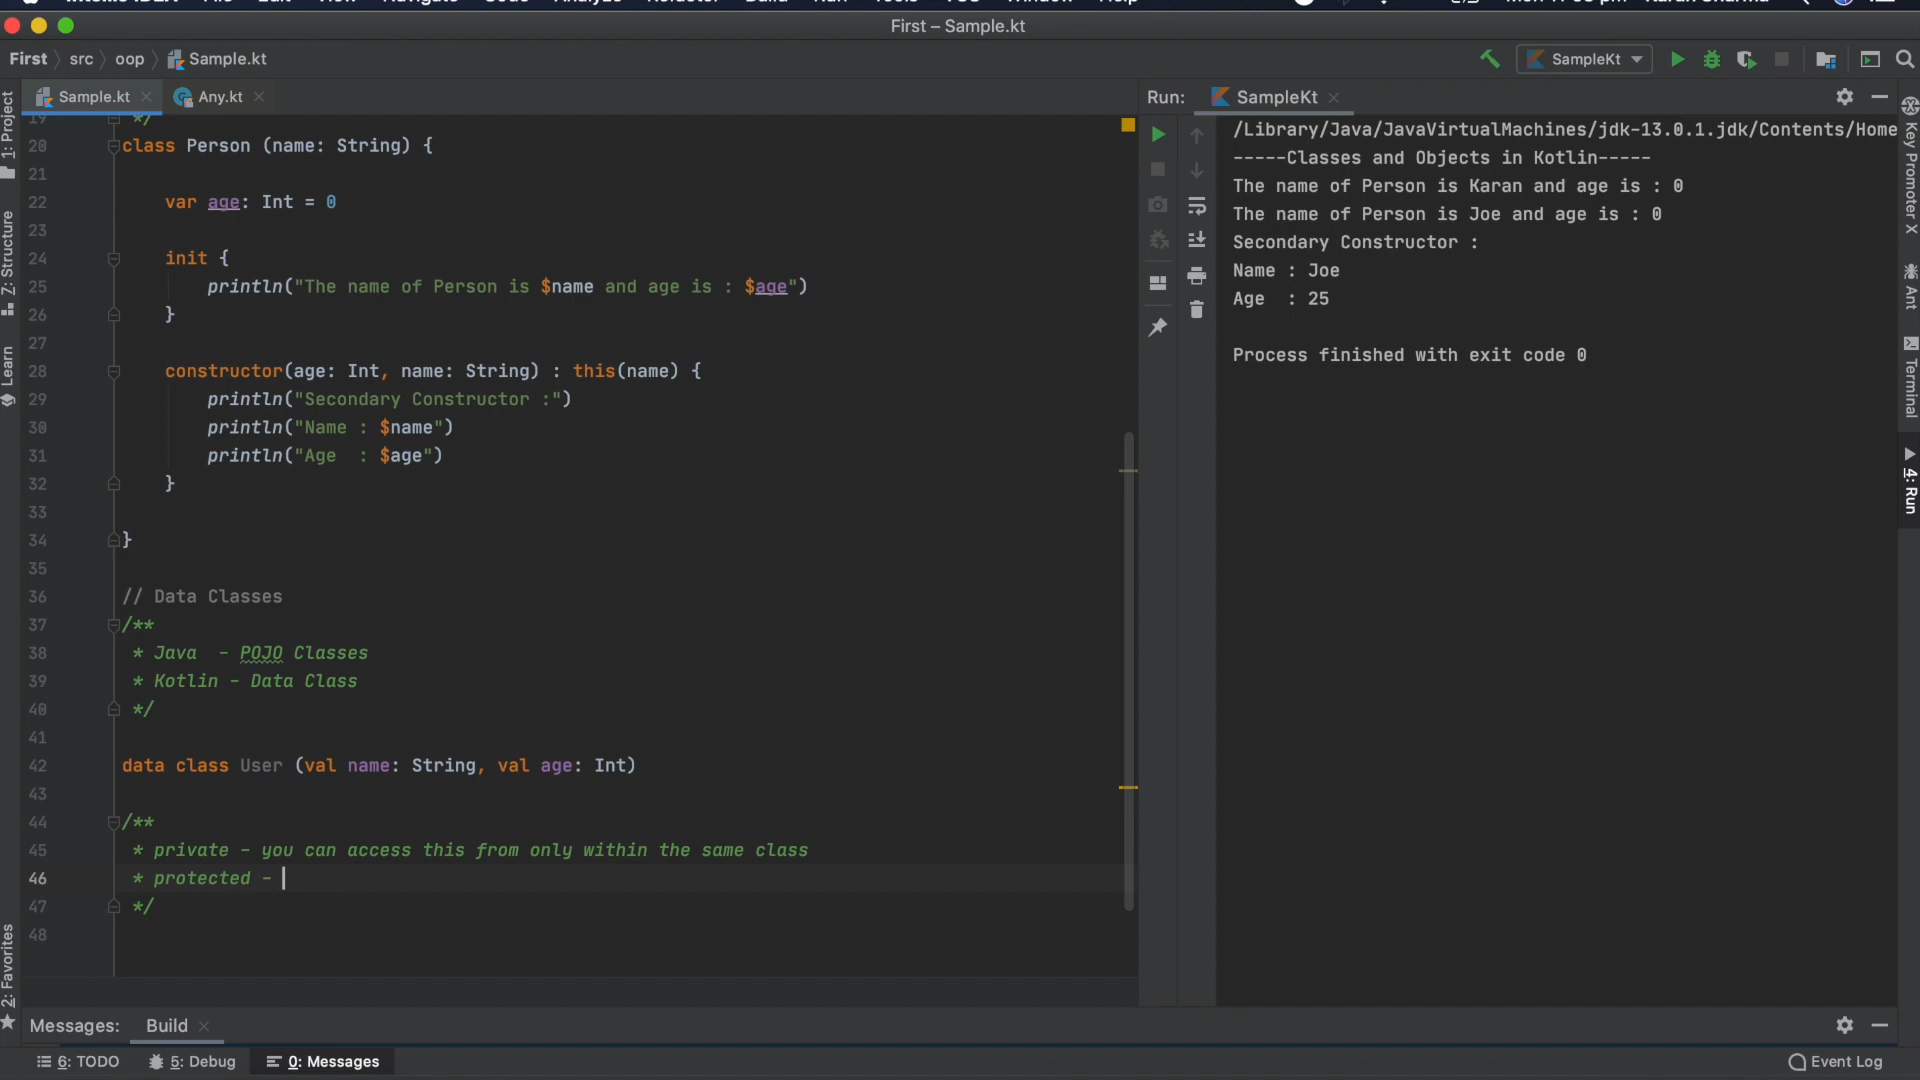 First – Sample.kt
First src oop Sample.kt
SampleKt
Sample.kt Any.kt
Run: SampleKt
1: Project
Z: Structure
Learn
2: Favorites
19 */
20 class Person (name: String) {
21
22 var age: Int = 0
23
24 init {
25 println("The name of Person is $name and age is : $age")
26 }
27
28 constructor(age: Int, name: String) : this(name) {
29 println("Secondary Constructor :")
30 println("Name : $name")
31 println("Age  : $age")
32 }
33
34 }
35
36 // Data Classes
37 /**
38 * Java  - POJO Classes
39 * Kotlin - Data Class
40 */
41
42 data class User (val name: String, val age: Int)
43
44 /**
45 * private - you can access this from only within the same class
46 * protected -
47 */
48
/Library/Java/JavaVirtualMachines/jdk-13.0.1.jdk/Contents/Home
-----Classes and Objects in Kotlin-----
The name of Person is Karan and age is : 0
The name of Person is Joe and age is : 0
Secondary Constructor :
Name : Joe
Age  : 25
Process finished with exit code 0
Key Promoter X
Ant
Terminal
4: Run
Messages: Build
6: TODO 5: Debug 0: Messages
Event Log